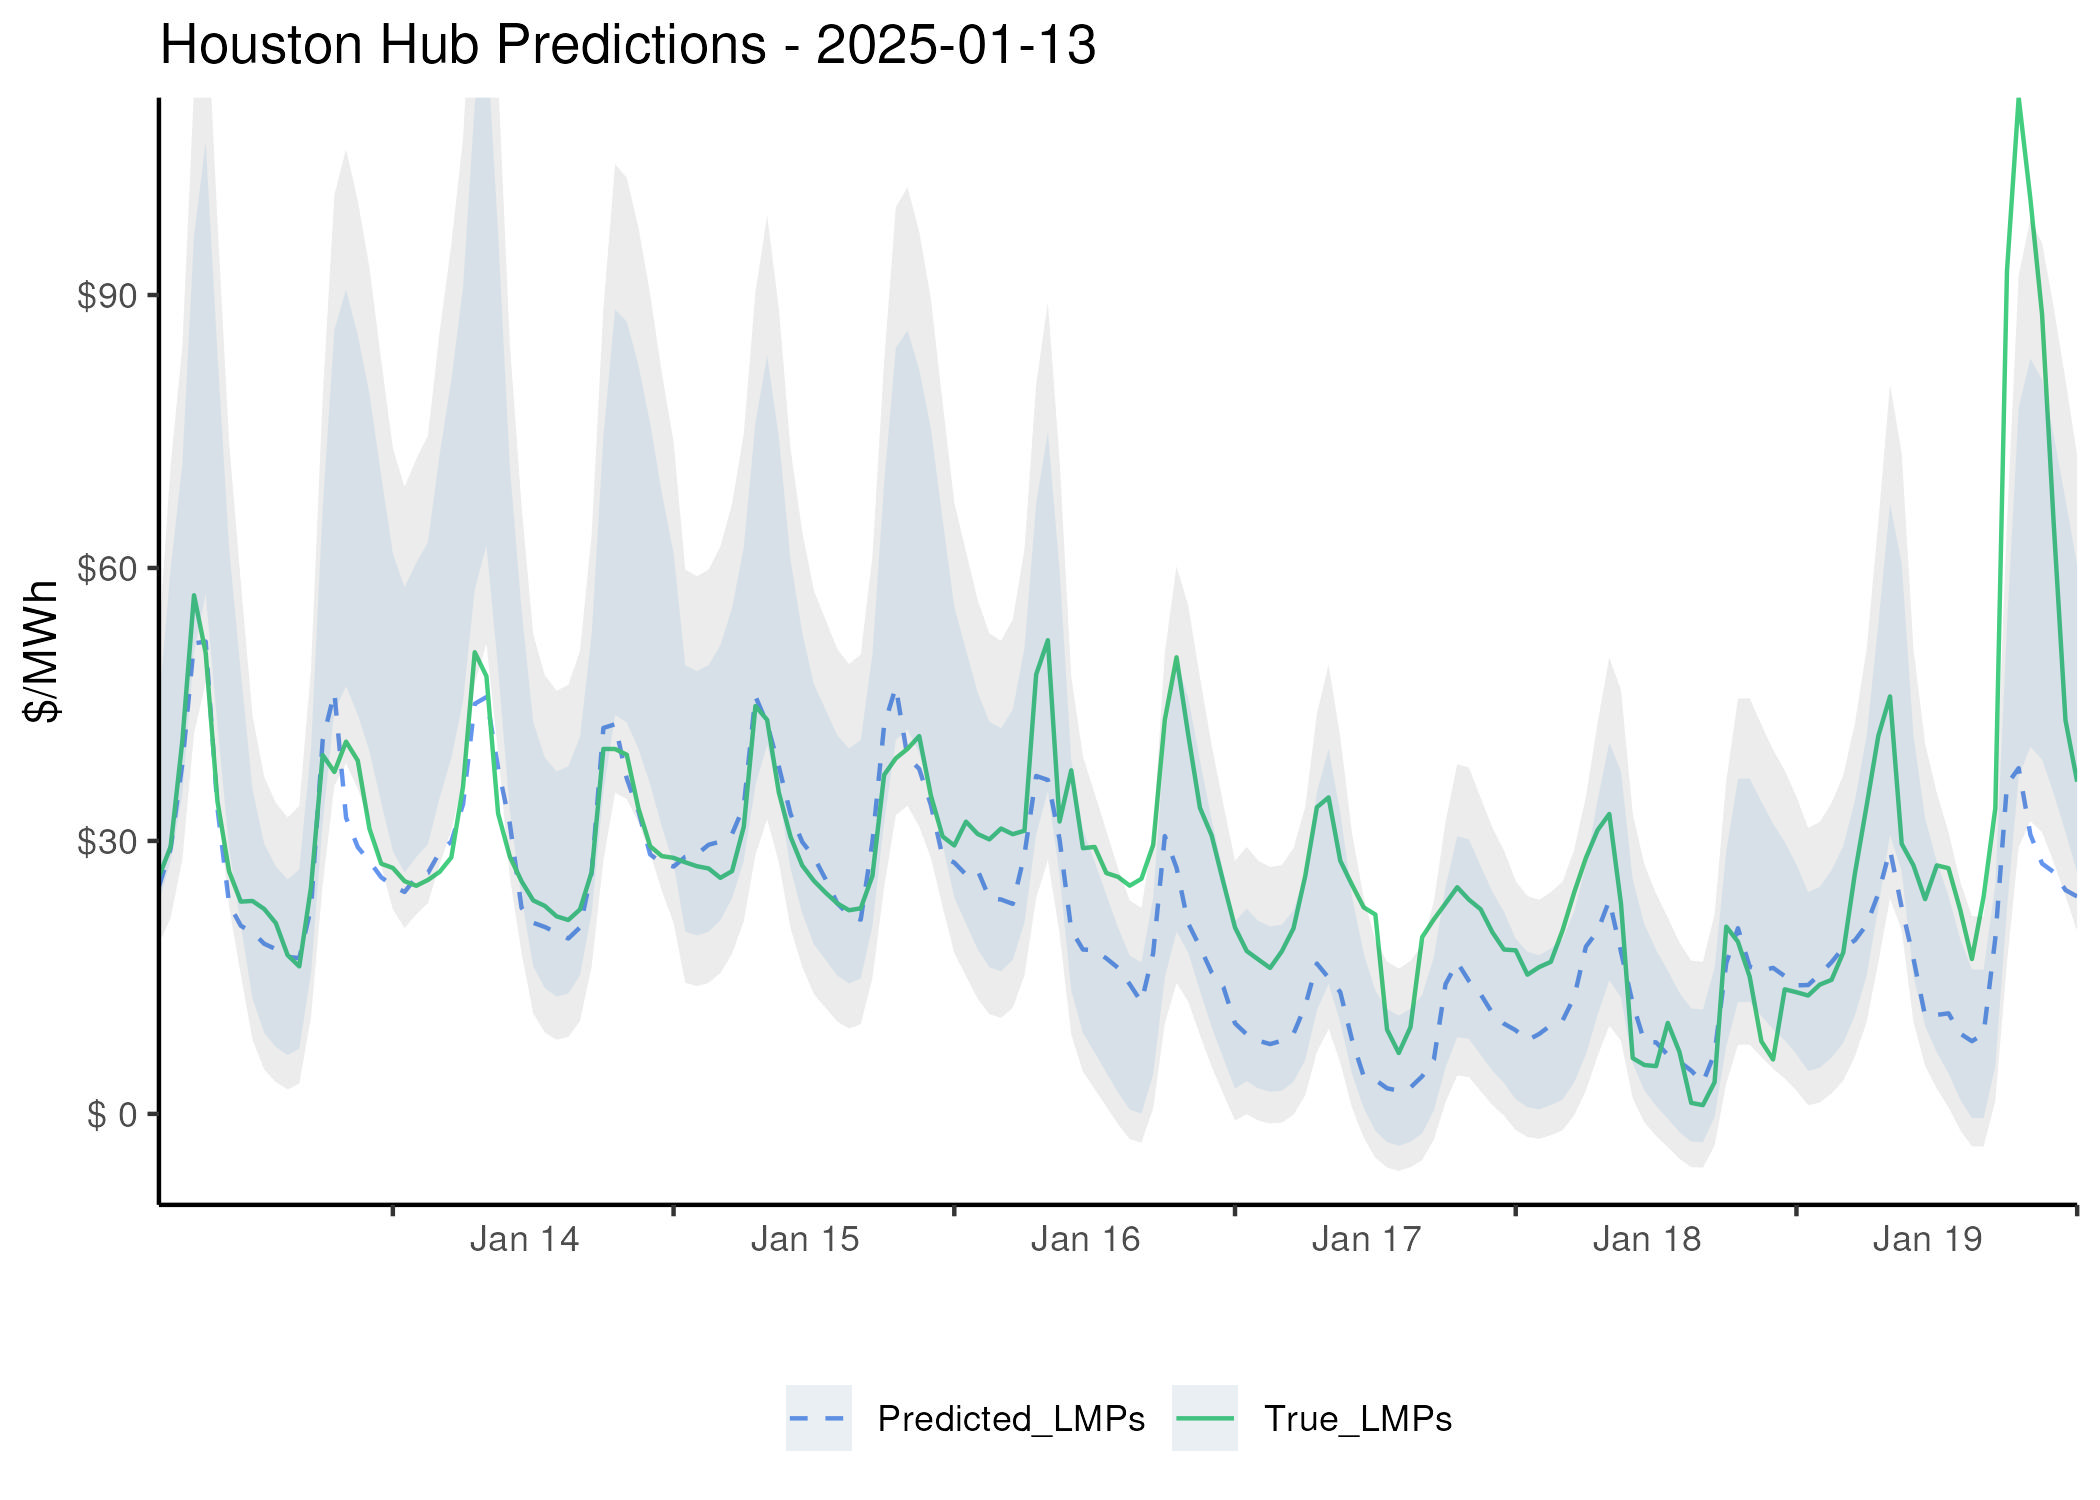 Houston Hub Predictions - 2025-01-13
$/MWh
$90
$60
$30
$ 0
Jan 14
Jan 15
Jan 16
Jan 17
Jan 18
Jan 19
Predicted_LMPs
True_LMPs